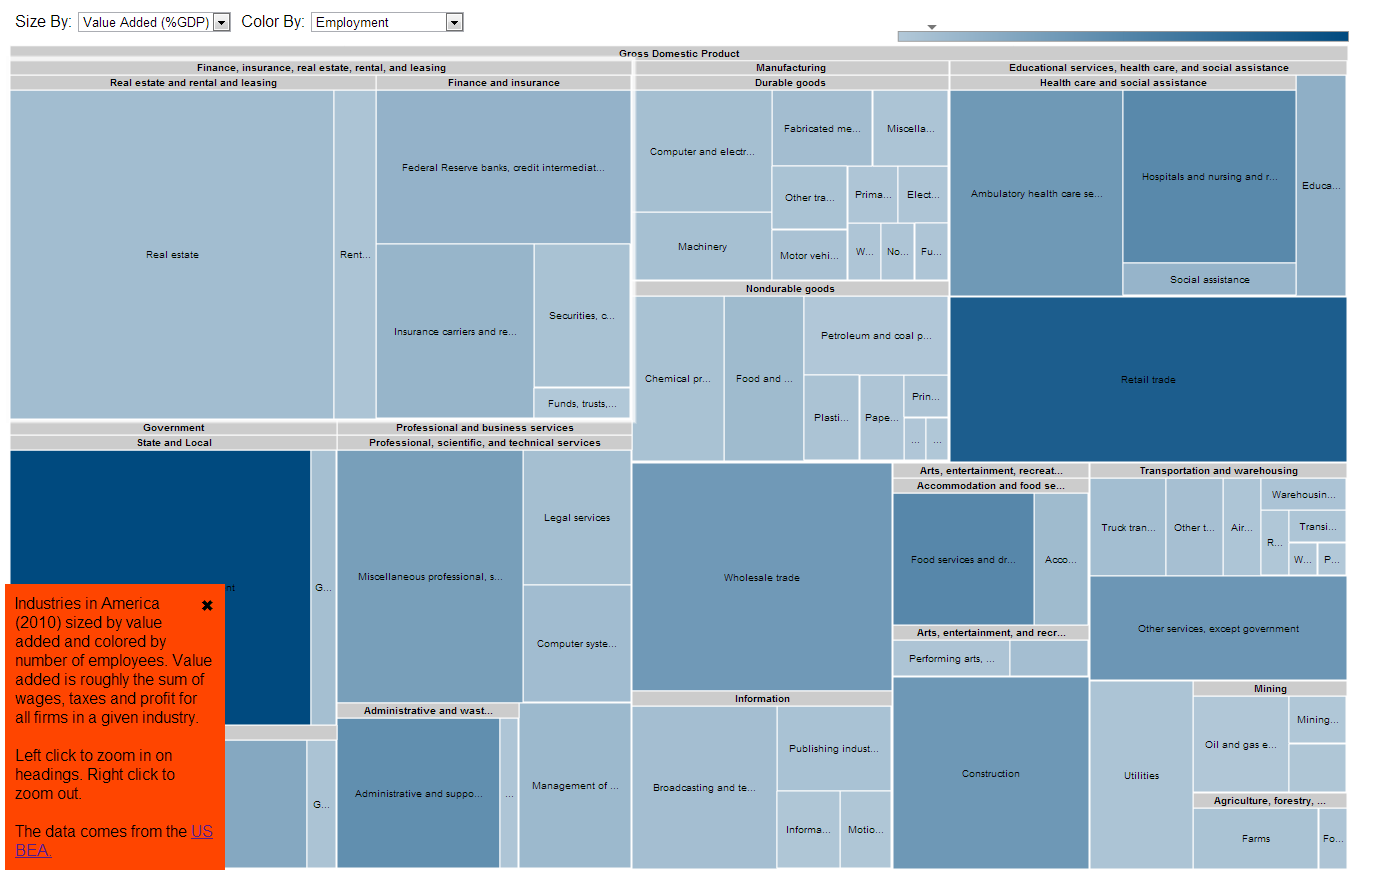 Size By: Value Added (%GDP) Color By: Employment
Gross Domestic Product
Finance, insurance, real estate, rental, and leasing
Real estate and rental and leasing
Finance and insurance
Real estate
Rent...
Federal Reserve banks, credit intermediat...
Insurance carriers and re...
Securities, c...
Funds, trusts,...
Manufacturing
Durable goods
Computer and electr...
Machinery
Fabricated me...
Miscella...
Other tra...
Prima...
Elect...
Motor vehi...
W...
No...
Fu...
Nondurable goods
Chemical pr...
Food and ...
Petroleum and coal p...
Plasti...
Pape...
Prin...
...
...
Educational services, health care, and social assistance
Health care and social assistance
Ambulatory health care se...
Hospitals and nursing and r...
Social assistance
Educa...
Retail trade
Government
State and Local
nt
G...
G...
Professional and business services
Professional, scientific, and technical services
Miscellaneous professional, s...
Legal services
Computer syste...
Administrative and wast...
Administrative and suppo...
...
Management of ...
Wholesale trade
Information
Broadcasting and te...
Publishing indust...
Informa...
Motio...
Arts, entertainment, recreat...
Accommodation and food se...
Food services and dr...
Acco...
Arts, entertainment, and recr...
Performing arts, ...
Construction
Transportation and warehousing
Truck tran...
Other t...
Air...
Warehousin...
R...
Transi...
W...
P...
Other services, except government
Utilities
Mining
Oil and gas e...
Mining...
Agriculture, forestry, ...
Farms
Fo...
Industries in America
(2010) sized by value
added and colored by
number of employees. Value
added is roughly the sum of
wages, taxes and profit for
all firms in a given industry.
Left click to zoom in on
headings. Right click to
zoom out.
The data comes from the US
BEA.